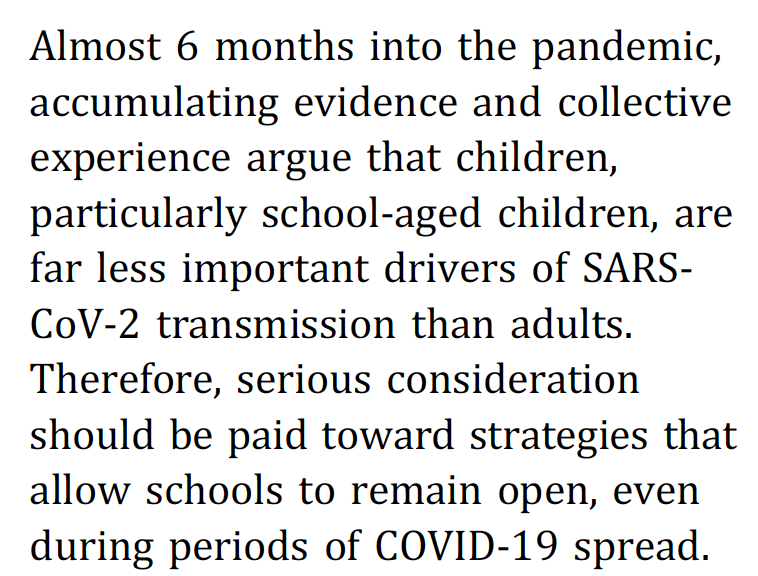 Almost 6 months into the pandemic,
accumulating evidence and collective
experience argue that children,
particularly school-aged children, are
far less important drivers of SARS-
CoV-2 transmission than adults.
Therefore, serious consideration
should be paid toward strategies that
allow schools to remain open, even
during periods of COVID-19 spread.